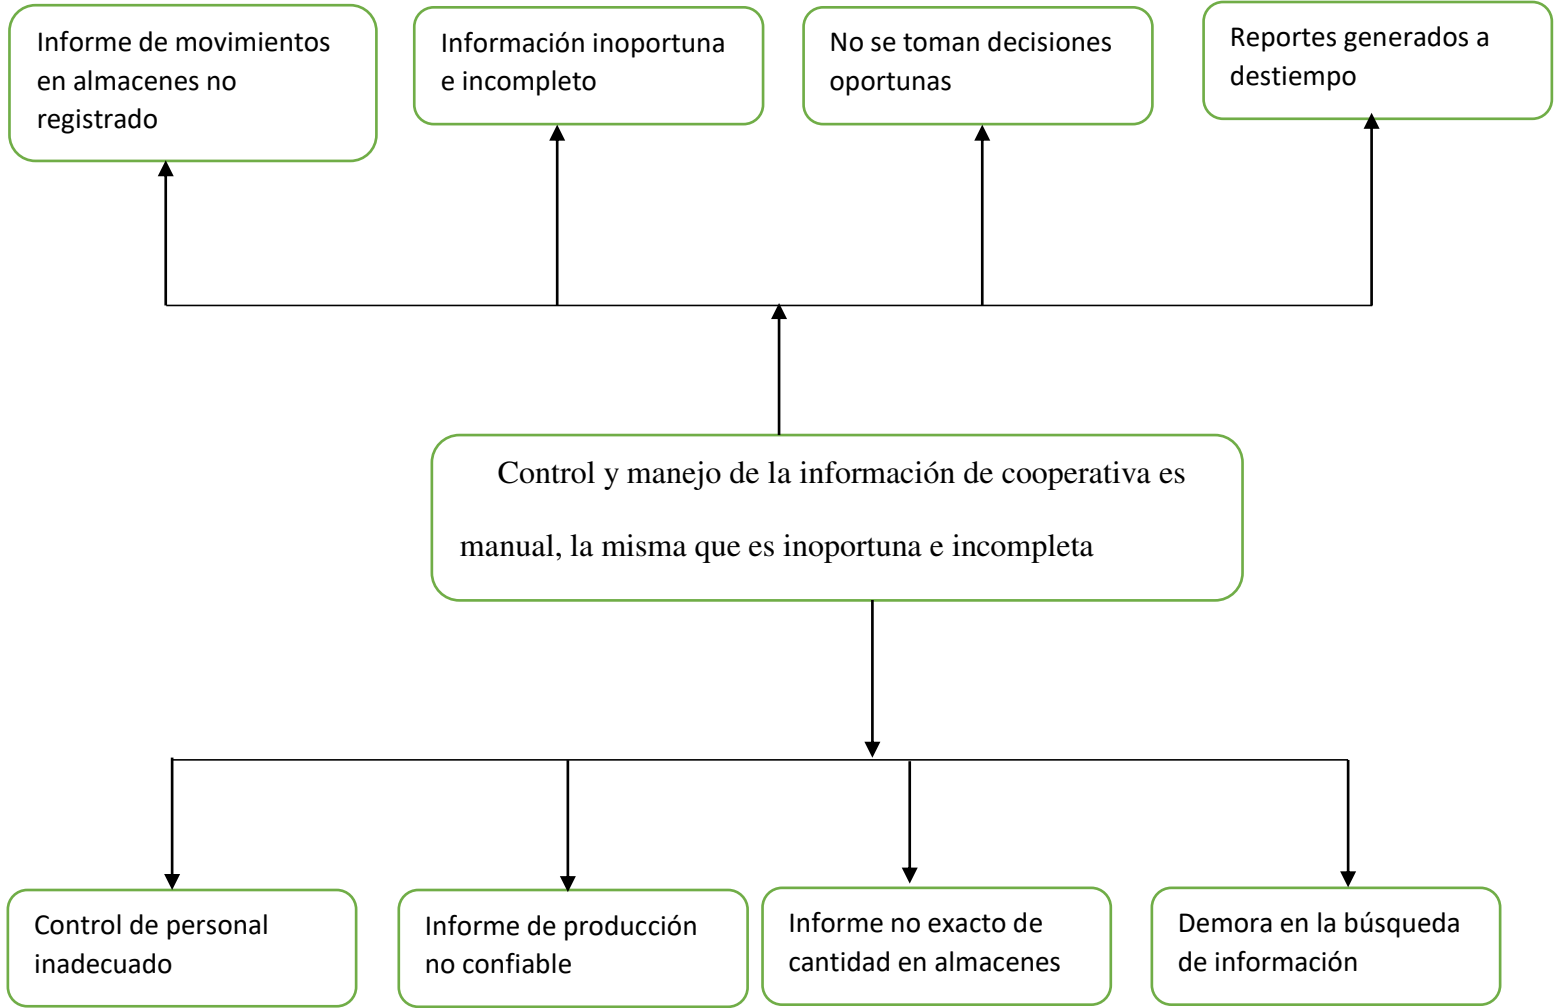 Informe de movimientos
en almacenes no
registrado
Información inoportuna
e incompleto
No se toman decisiones
oportunas
Reportes generados a
destiempo
Control y manejo de la información de cooperativa es
manual, la misma que es inoportuna e incompleta
Control de personal
inadecuado
Informe de producción
no confiable
Informe no exacto de
cantidad en almacenes
Demora en la búsqueda
de información